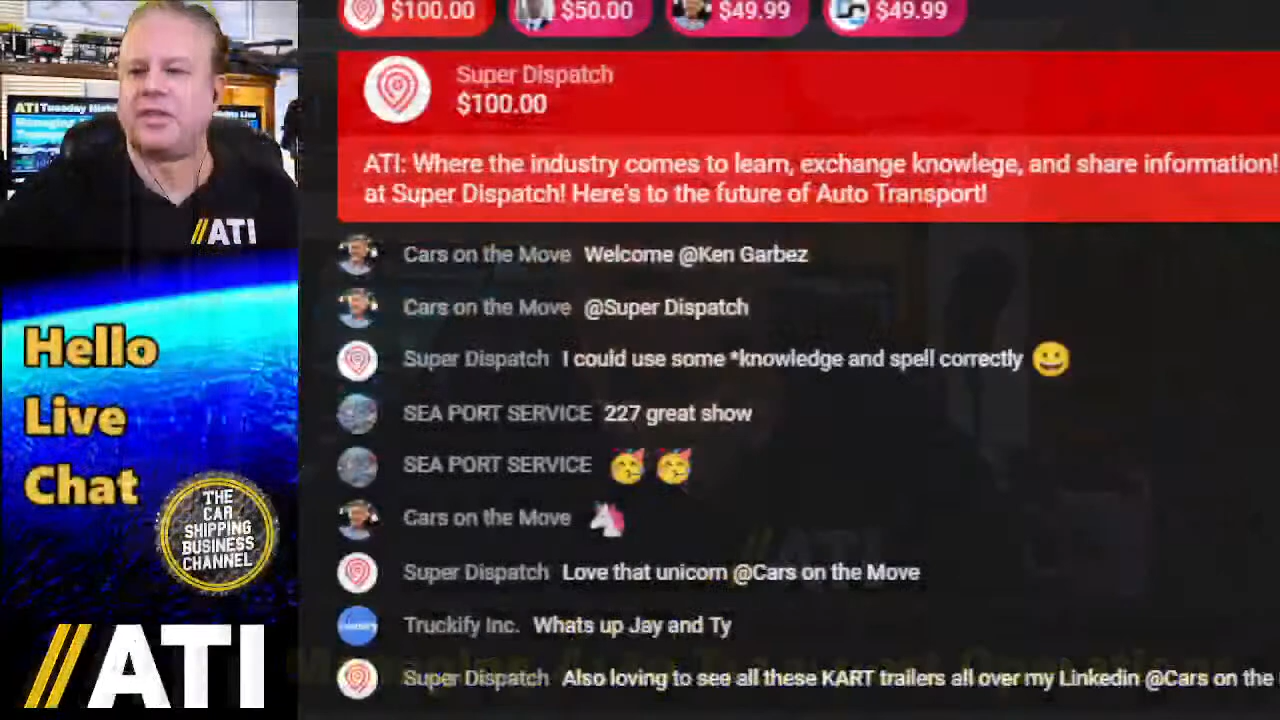 $100.00
$50.00
$49.99
$49.99
Super Dispatch
$100.00
ATI: Where the industry comes to learn, exchange knowlege, and share information!
at Super Dispatch! Here's to the future of Auto Transport!
Cars on the Move Welcome @Ken Garbez
Cars on the Move @Super Dispatch
Super Dispatch I could use some *knowledge and spell correctly 😀
SEA PORT SERVICE 227 great show
SEA PORT SERVICE 🥳 🥳
Cars on the Move 🦄
Super Dispatch Love that unicorn @Cars on the Move
Truckify Inc. Whats up Jay and Ty
Super Dispatch Also loving to see all these KART trailers all over my Linkedin @Cars on the
ATI Tuesday
Live
//ATI
Hello
Live
Chat
THE
CAR
SHIPPING
BUSINESS
CHANNEL
//ATI
//ATI